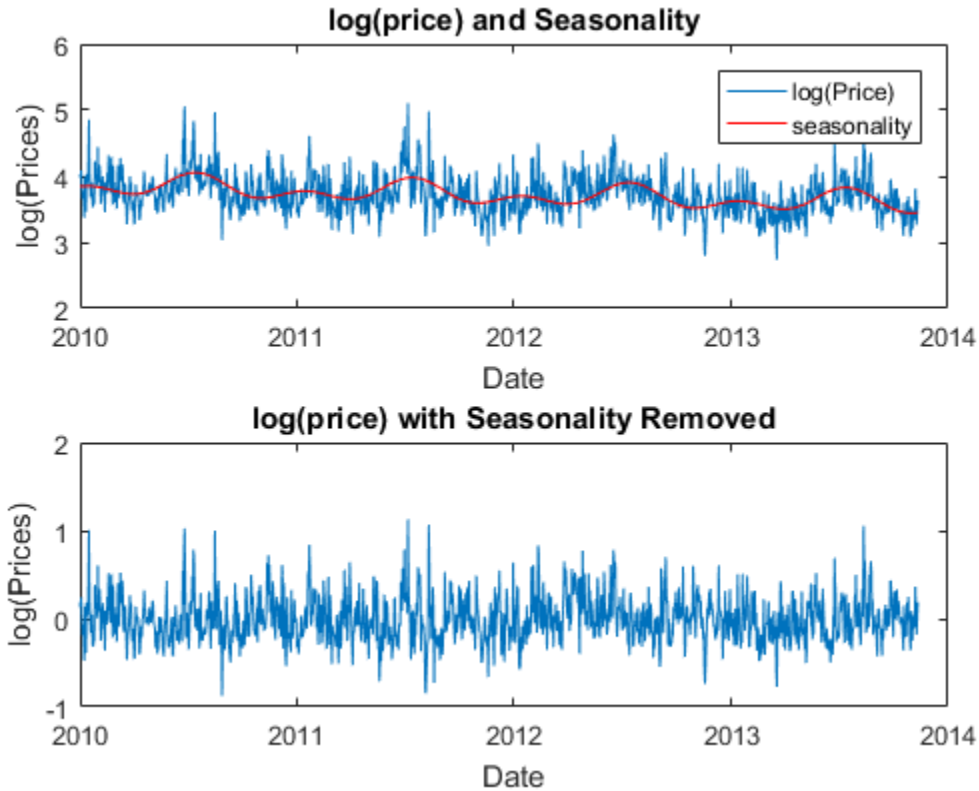 log(price) and Seasonality
6
5
4
3
2
log(Prices)
log(Price)
seasonality
2010 2011 2012 2013 2014
Date
log(price) with Seasonality Removed
2
1
0
-1
log(Prices)
2010 2011 2012 2013 2014
Date